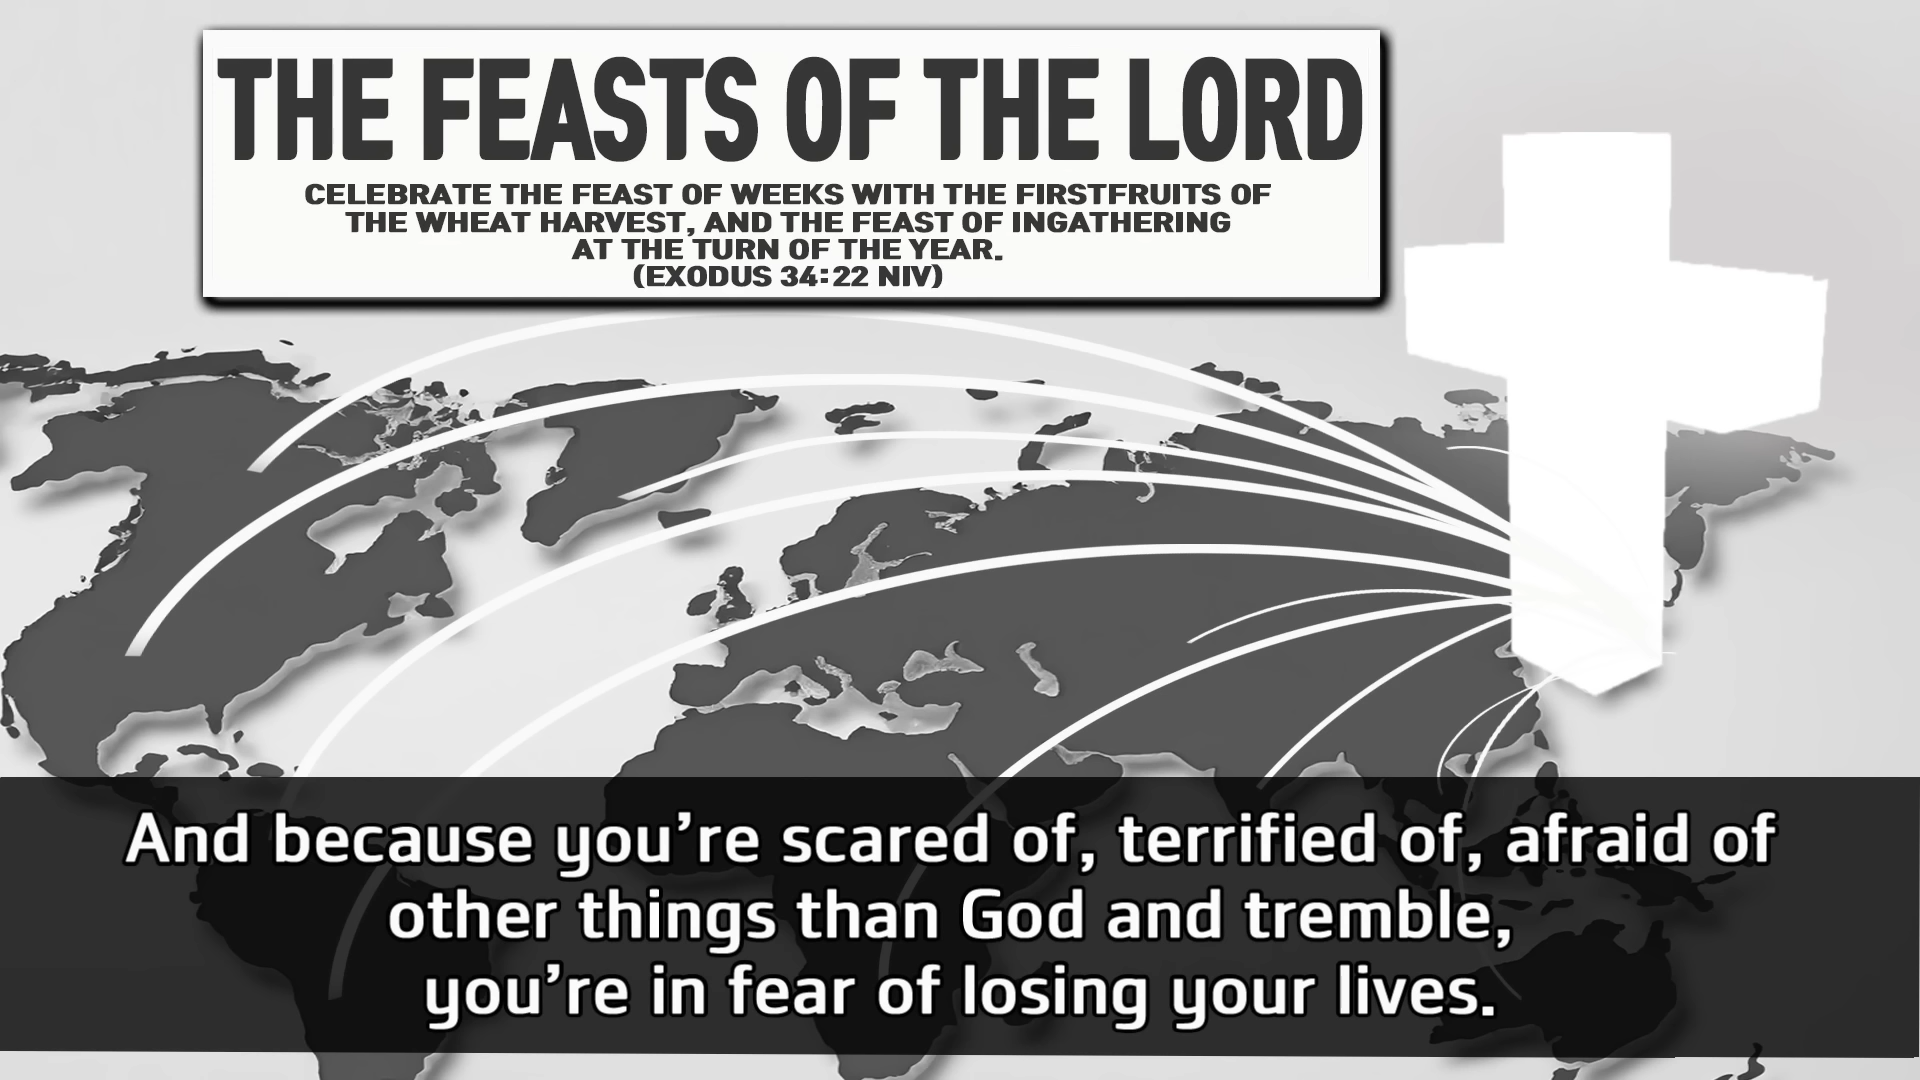 THE FEASTS OF THE LORD
CELEBRATE THE FEAST OF WEEKS WITH THE FIRSTFRUITS OF
THE WHEAT HARVEST, AND THE FEAST OF INGATHERING
AT THE TURN OF THE YEAR.
(EXODUS 34:22 NIV)
And because you’re scared of, terrified of, afraid of
other things than God and tremble,
you’re in fear of losing your lives.